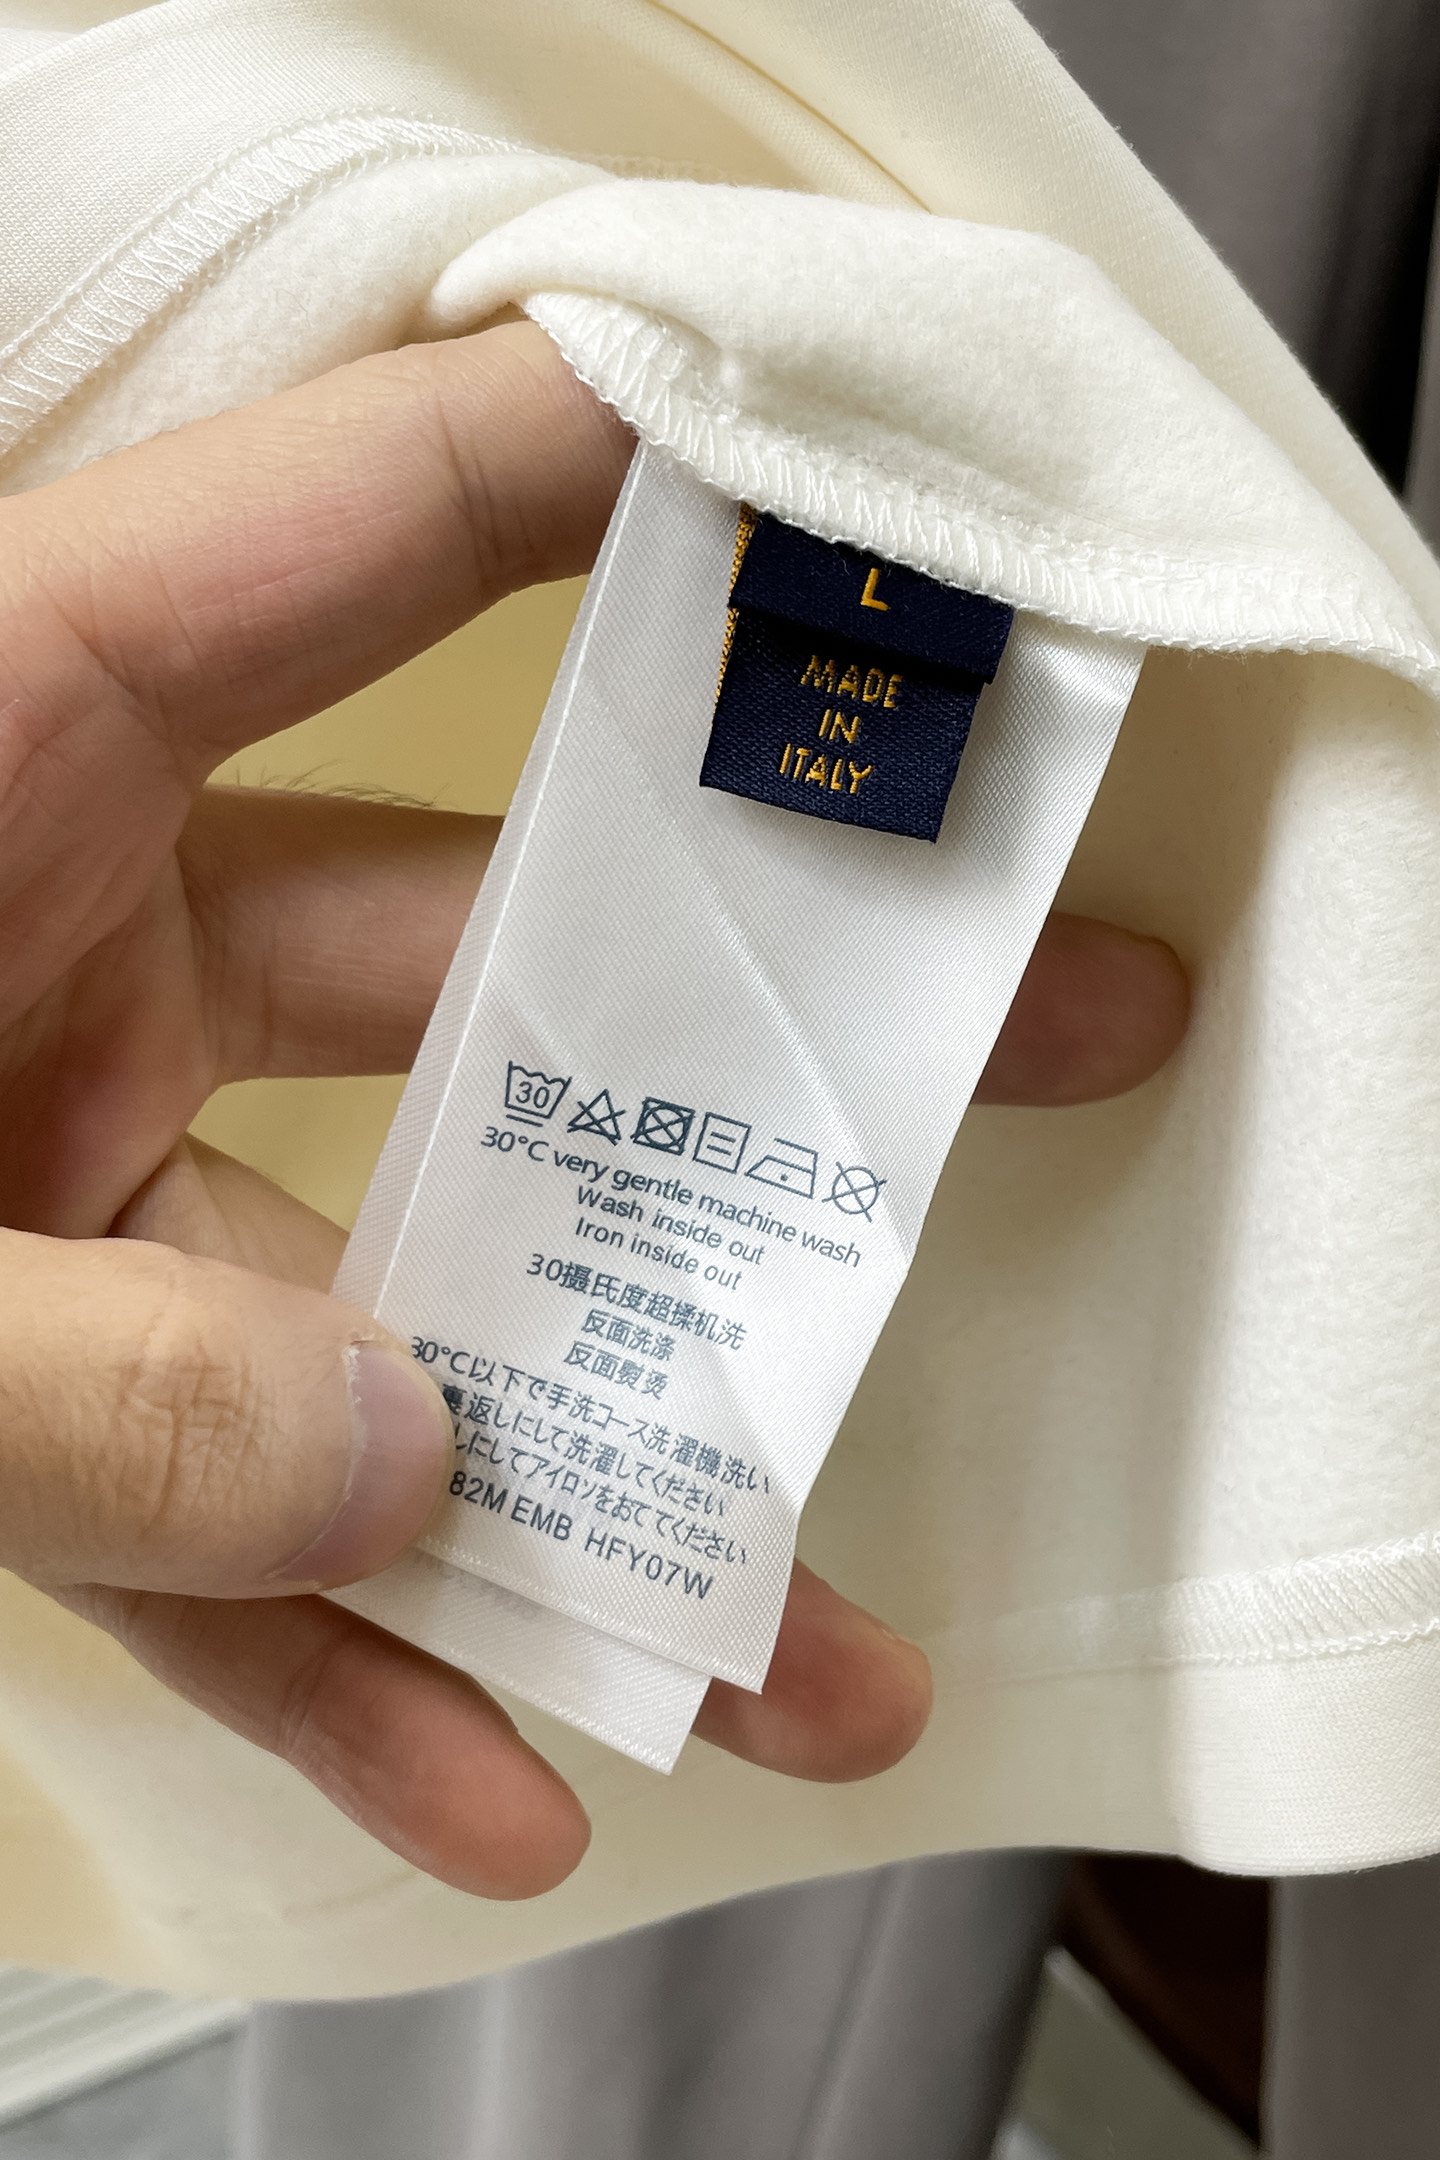 L
MADE
IN
ITALY
30
30°C very gentle machine wash
Wash inside out
Iron inside out
30摄氏度超揉机洗
反面洗涤
反面熨烫
30°C以下で手洗コース洗濯機洗い
裏返しにして洗濯してください
しにしてアイロンをおててください
82M EMB HFY07W